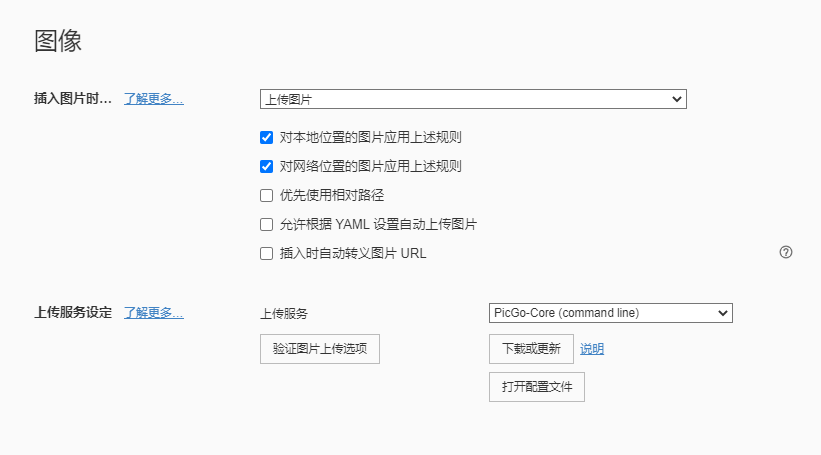 图像
插入图片时… 了解更多… 上传图片
对本地位置的图片应用上述规则
对网络位置的图片应用上述规则
优先使用相对路径
允许根据 YAML 设置自动上传图片
插入时自动转义图片 URL
上传服务设定 了解更多… 上传服务 PicGo-Core (command line)
验证图片上传选项 下载或更新 说明
打开配置文件